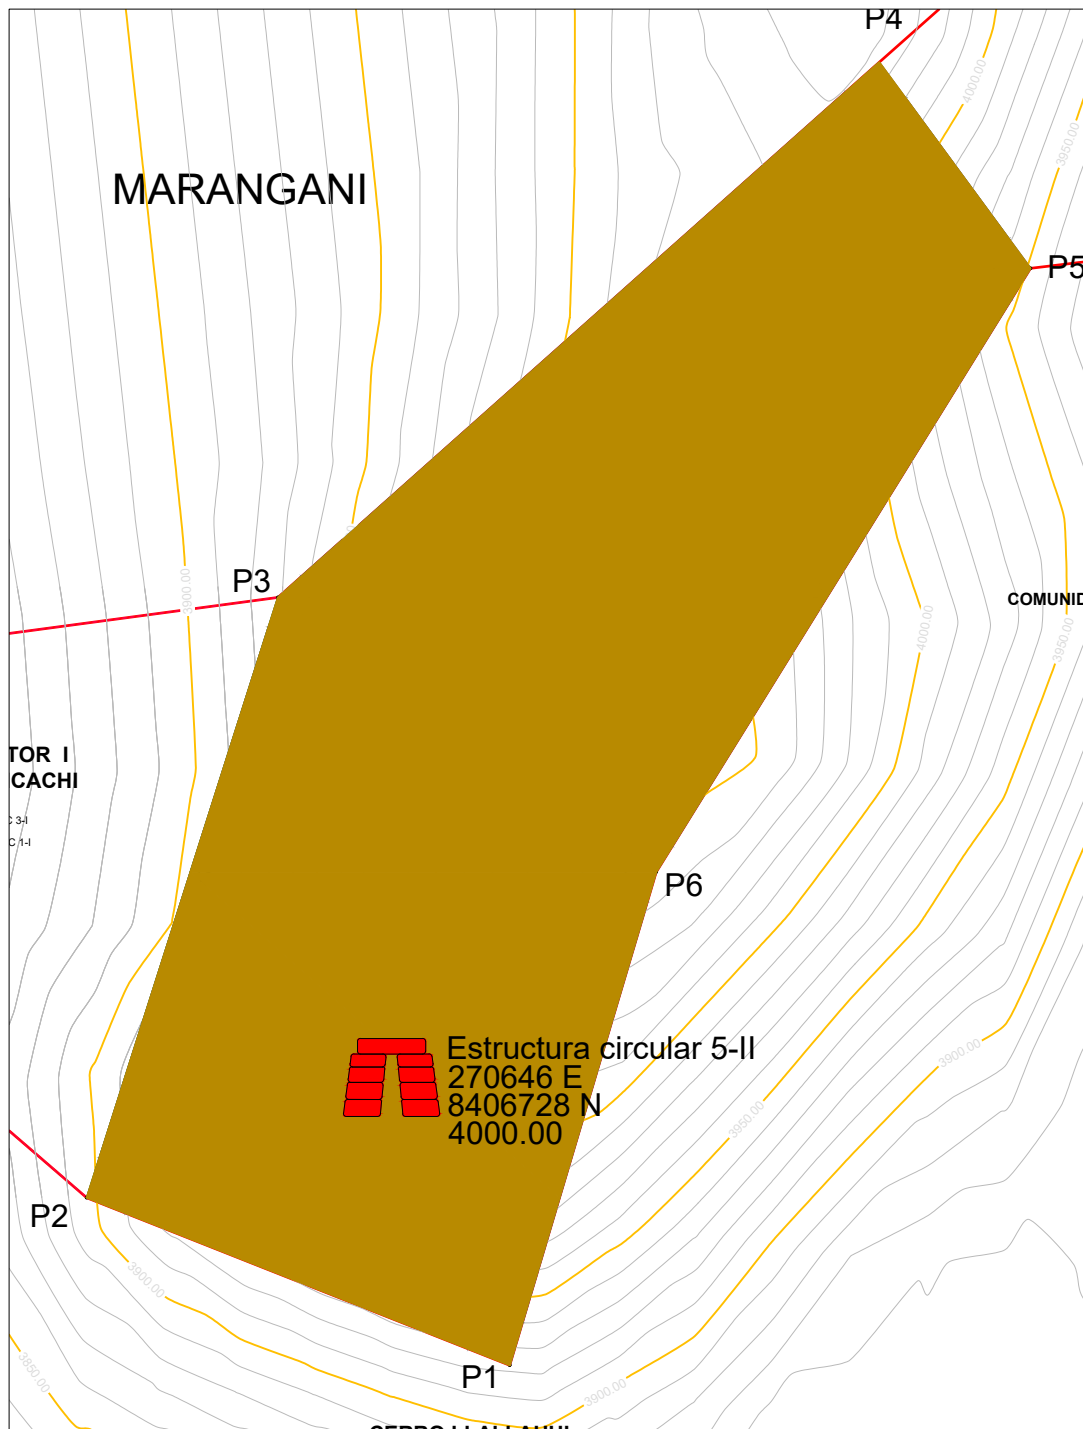 P4
4000.00
3950.00
MARANGANI
P5
P3
3900.00
COMUNID
4000.00
3950.00
TOR I
CACHI
C 3-I
C 1-I
P6
Estructura circular 5-II
270646 E
8406728 N
4000.00
3900.00
3950.00
P2
3900.00
3850.00
P1
3900.00